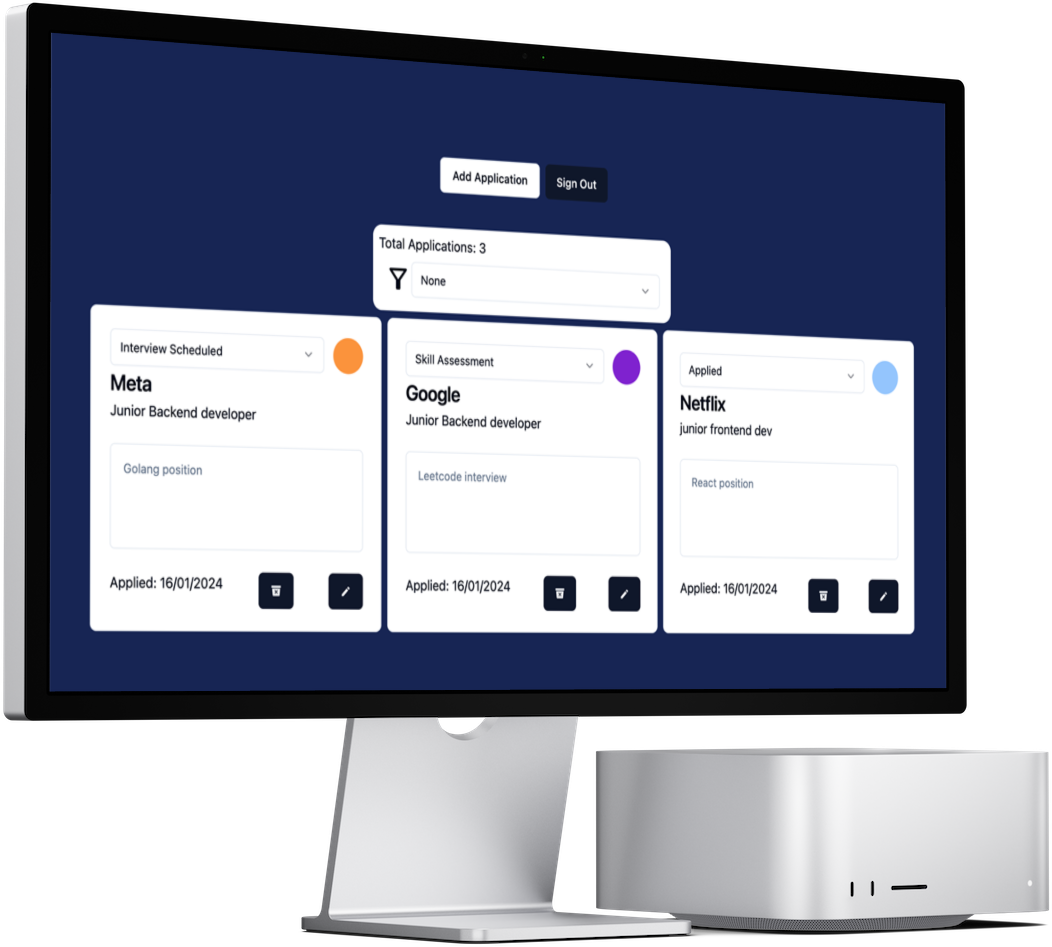 Add Application
Sign Out
Total Applications: 3
None
Interview Scheduled
Meta
Junior Backend developer
Golang position
Applied: 16/01/2024
Skill Assessment
Google
Junior Backend developer
Leetcode interview
Applied: 16/01/2024
Applied
Netflix
junior frontend dev
React position
Applied: 16/01/2024